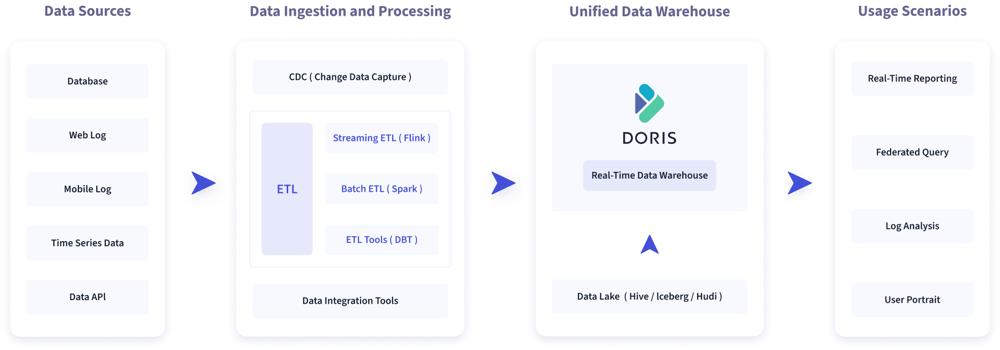 Data Sources
Database
Web Log
Mobile Log
Time Series Data
Data APl
Data Ingestion and Processing
CDC ( Change Data Capture )
ETL
Streaming ETL ( Flink )
Batch ETL ( Spark )
ETL Tools ( DBT )
Data Integration Tools
Unified Data Warehouse
DORIS
Real-Time Data Warehouse
Data Lake ( Hive / lceberg / Hudi )
Usage Scenarios
Real-Time Reporting
Federated Query
Log Analysis
User Portrait